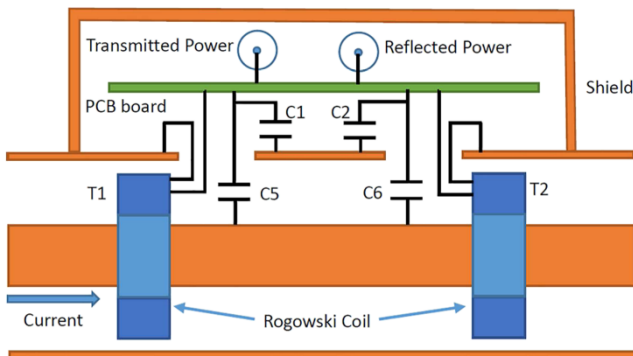 Transmitted Power
Reflected Power
PCB board
Shield
C1
C2
T1
C5
C6
T2
Current
Rogowski Coil